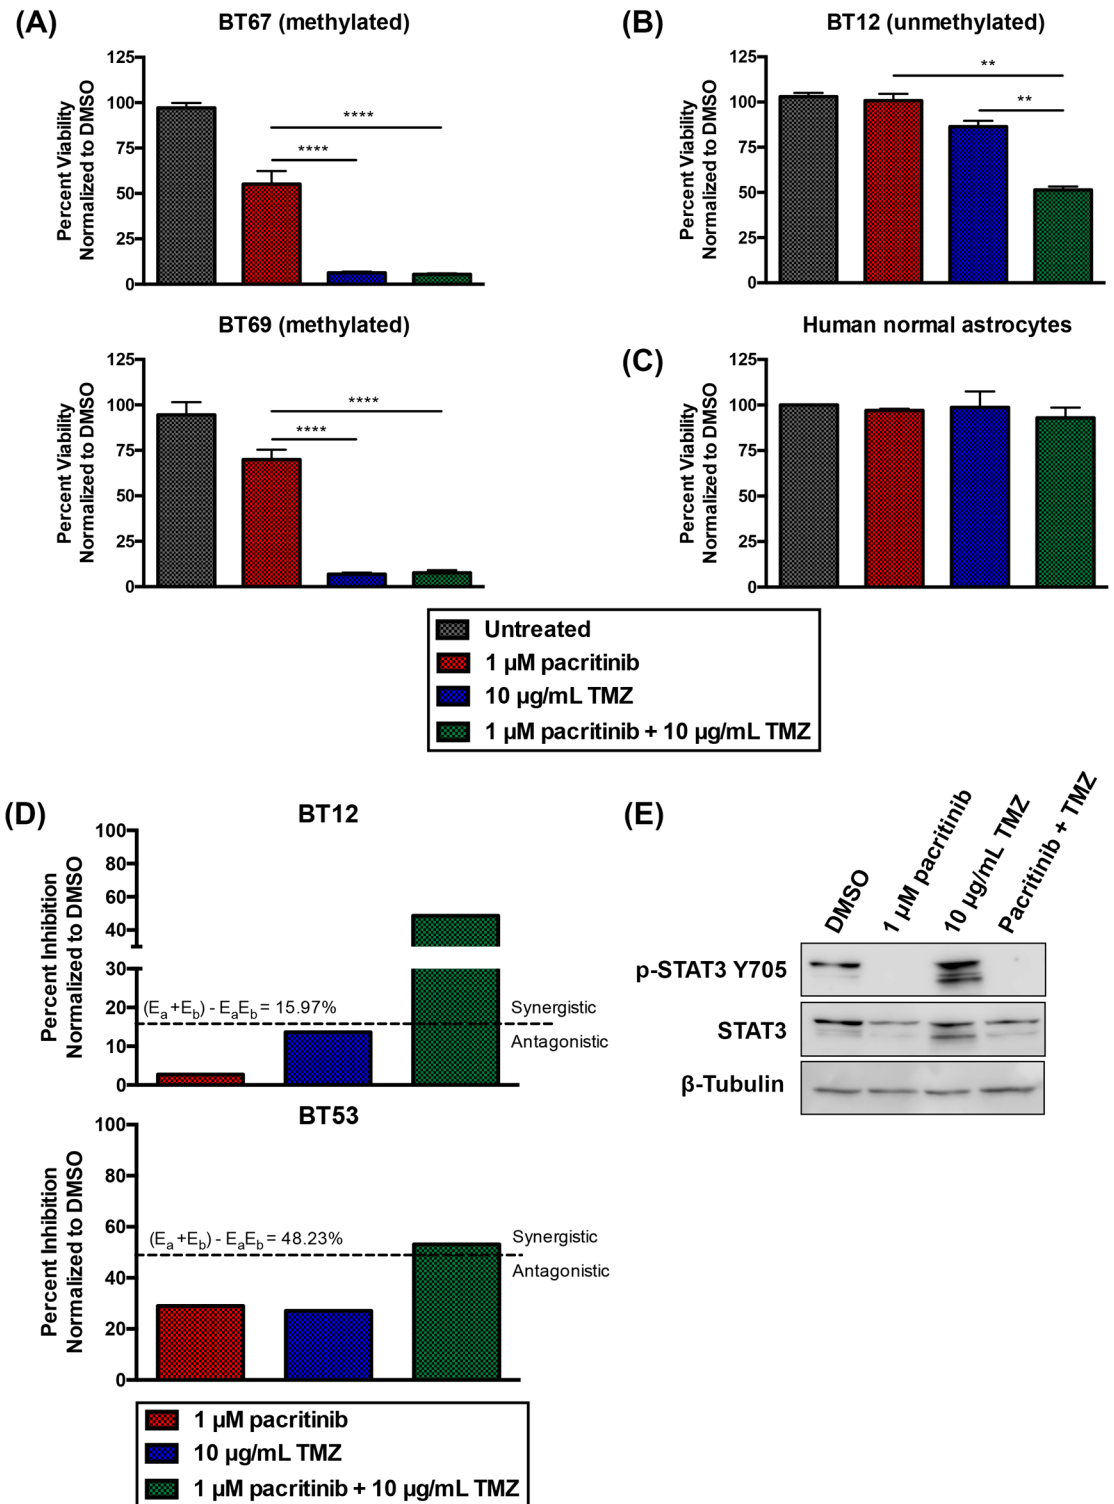 (A)
BT67 (methylated)
Percent Viability
Normalized to DMSO
125
100
75
50
25
0
****
****
(B)
BT12 (unmethylated)
Percent Viability
Normalized to DMSO
125
100
75
50
25
0
**
**
BT69 (methylated)
Percent Viability
Normalized to DMSO
125
100
75
50
25
0
****
****
(C)
Human normal astrocytes
Percent Viability
Normalized to DMSO
125
100
75
50
25
0
Untreated
1 µM pacritinib
10 µg/mL TMZ
1 µM pacritinib + 10 µg/mL TMZ
(D)
BT12
Percent Inhibition
Normalized to DMSO
100
80
60
40
30
20
10
0
(Ea +Eb) - EaEb = 15.97%
Synergistic
Antagonistic
BT53
Percent Inhibition
Normalized to DMSO
100
80
60
40
20
0
(Ea +Eb) - EaEb = 48.23%
Synergistic
Antagonistic
1 µM pacritinib
10 µg/mL TMZ
1 µM pacritinib + 10 µg/mL TMZ
(E)
DMSO
1 µM pacritinib
10 µg/mL TMZ
Pacritinib + TMZ
p-STAT3 Y705
STAT3
β-Tubulin